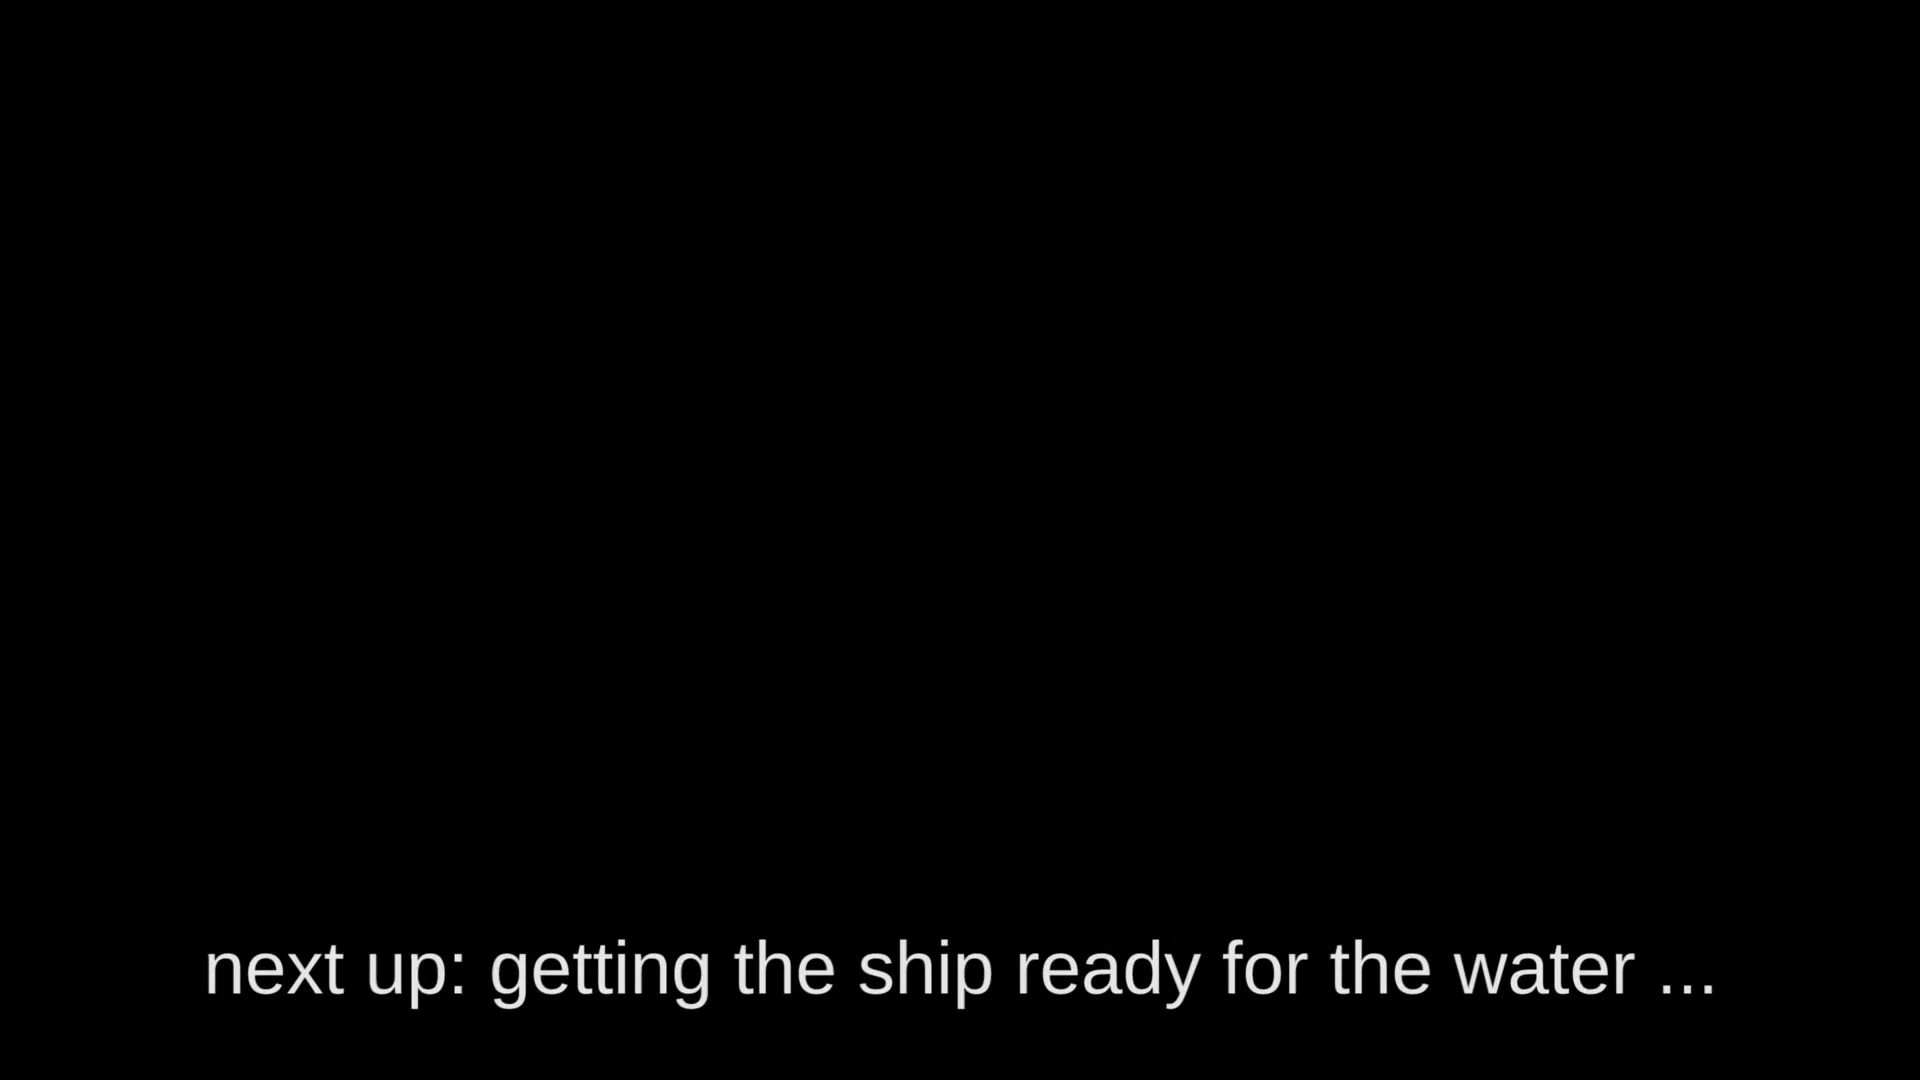 next up: getting the ship ready for the water ...